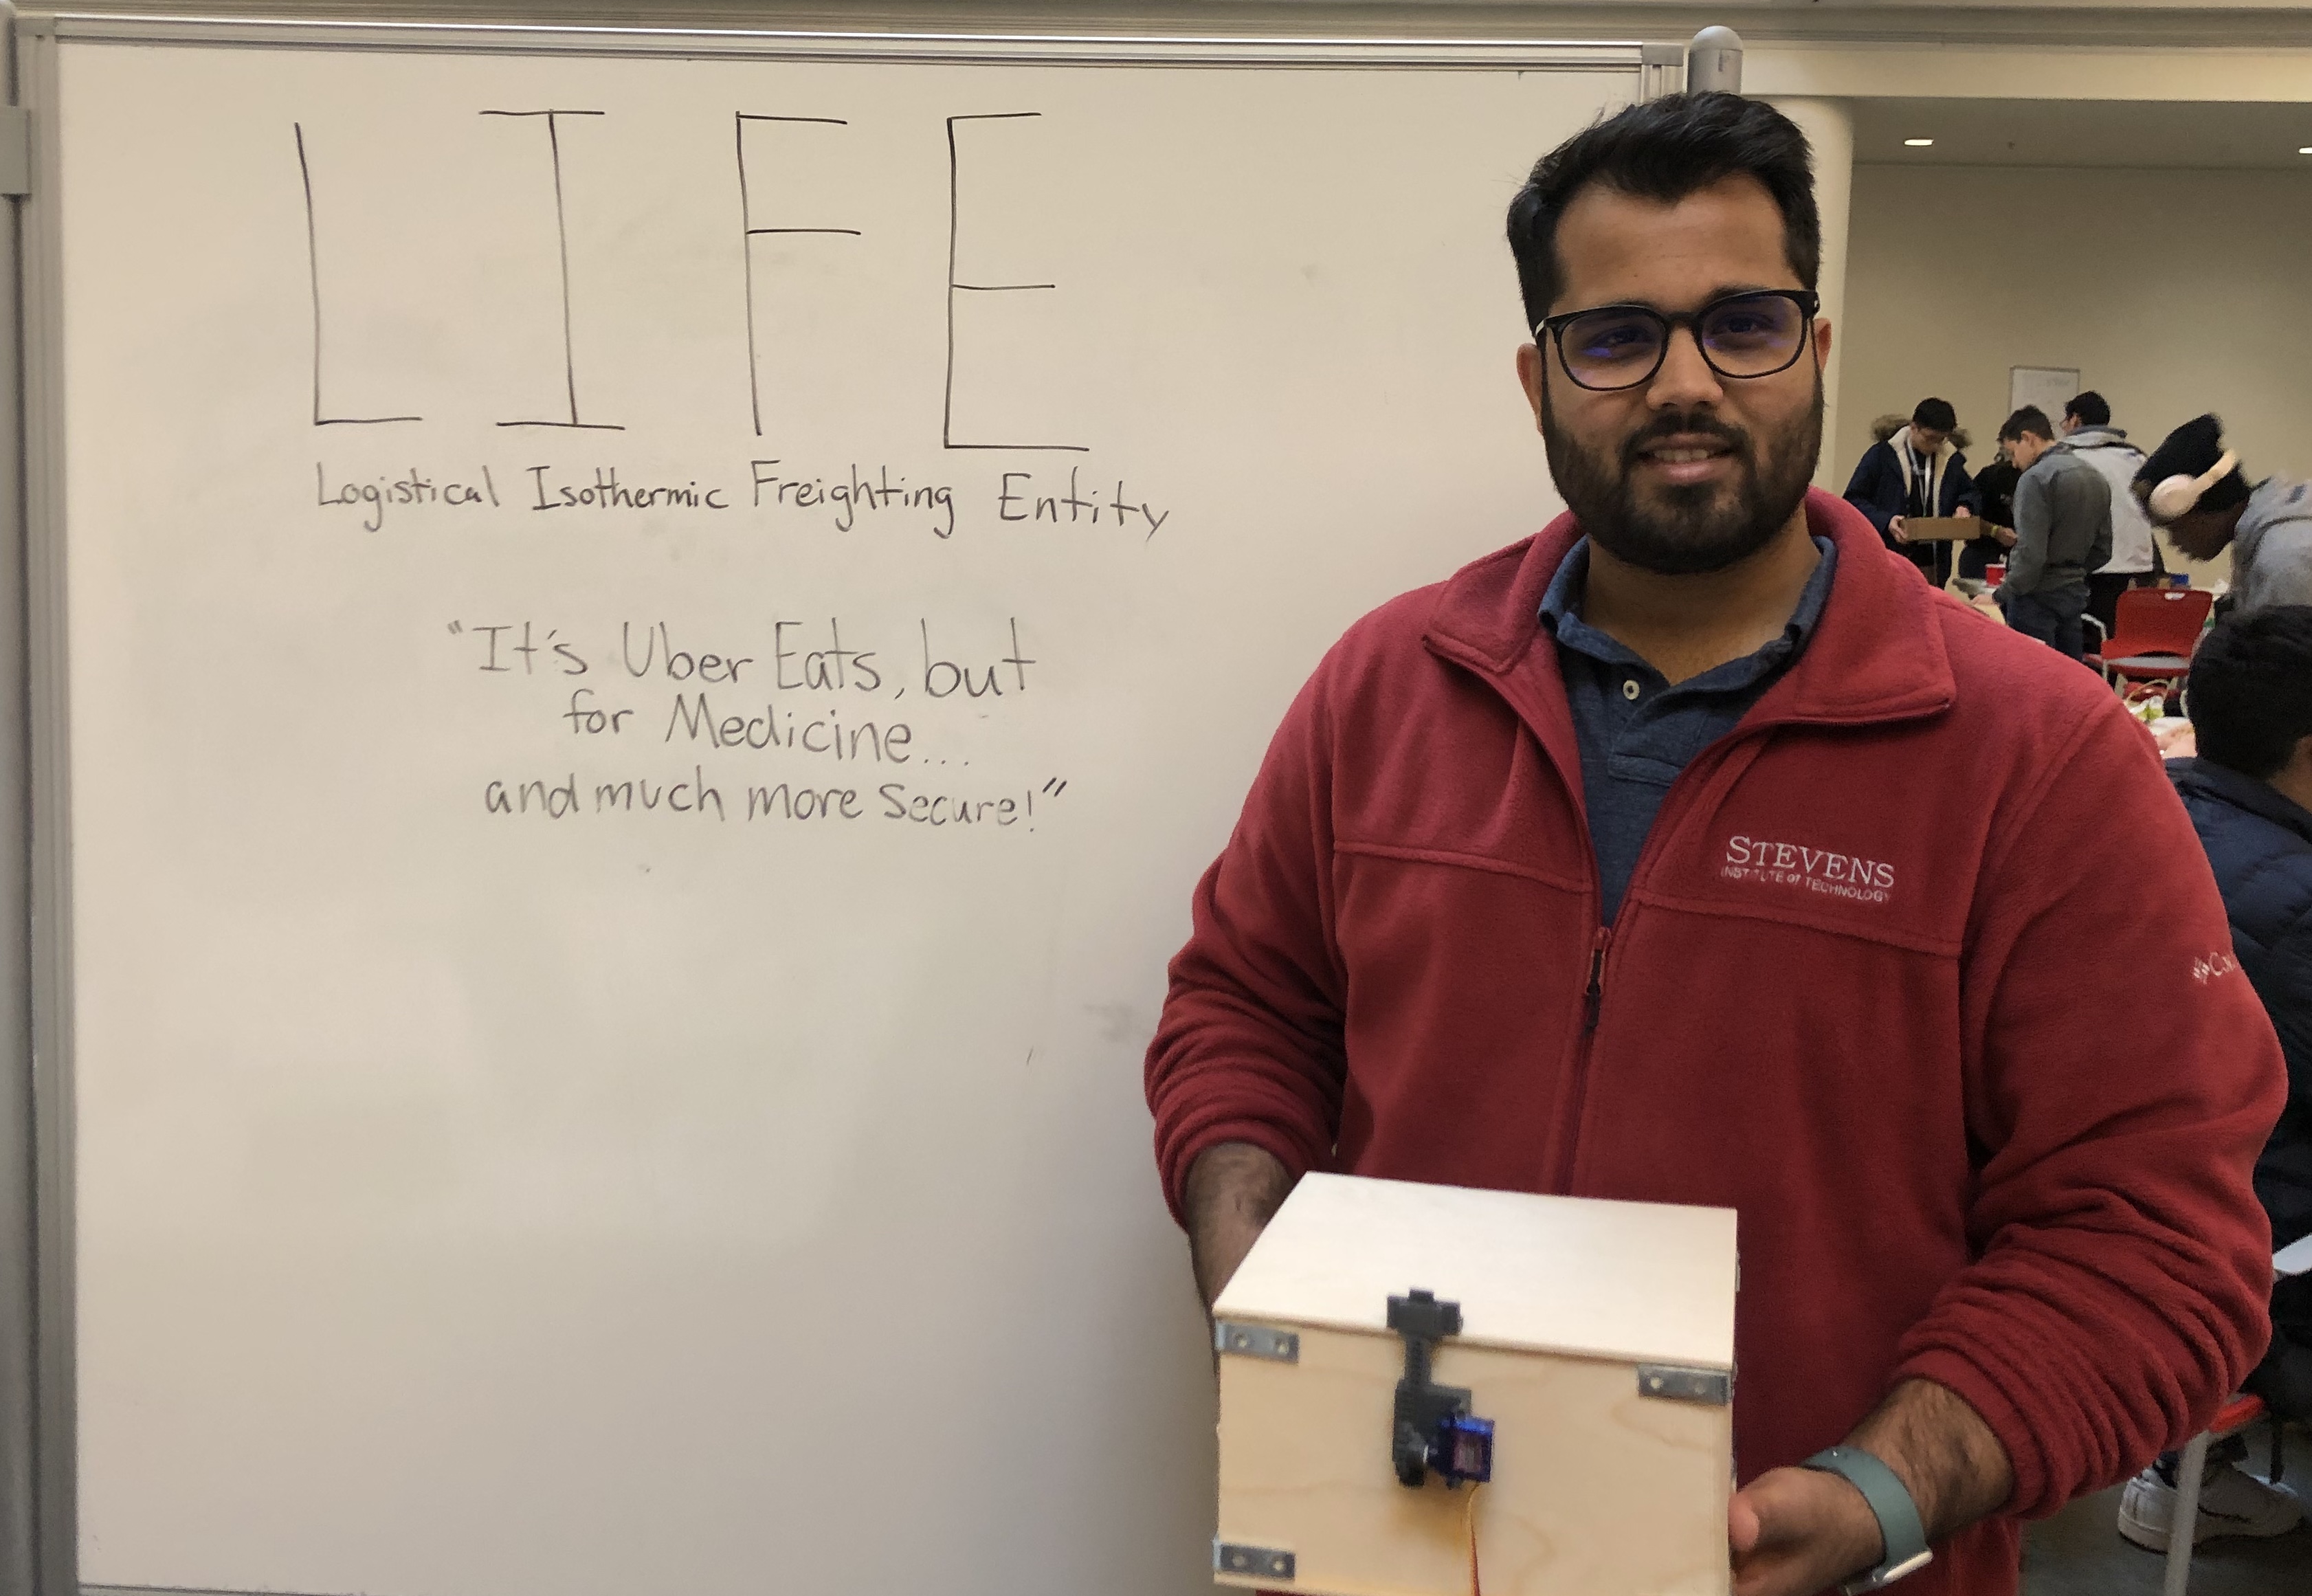 LIFE
Logistical Isothermic Freighting Entity
"It's Uber Eats, but
for Medicine...
and much more secure!"
STEVENS
INSTITUTE of TECHNOLOGY